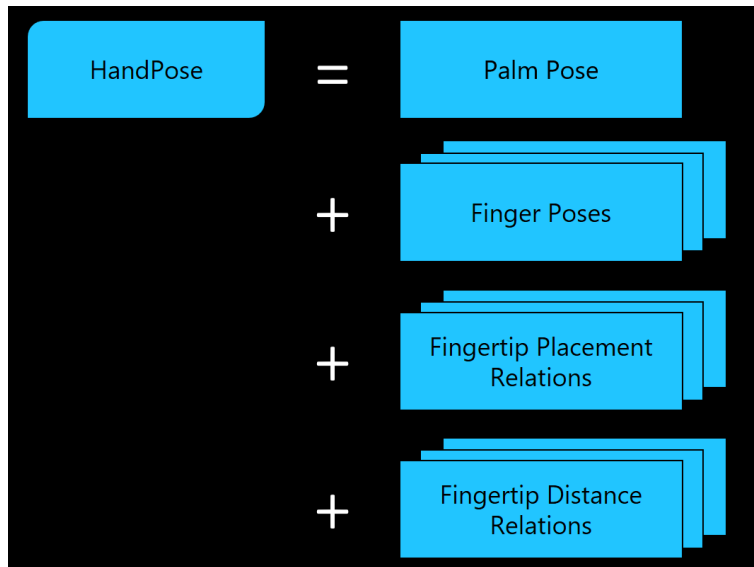 HandPose
=
Palm Pose
+
Finger Poses
+
Fingertip Placement
Relations
+
Fingertip Distance
Relations